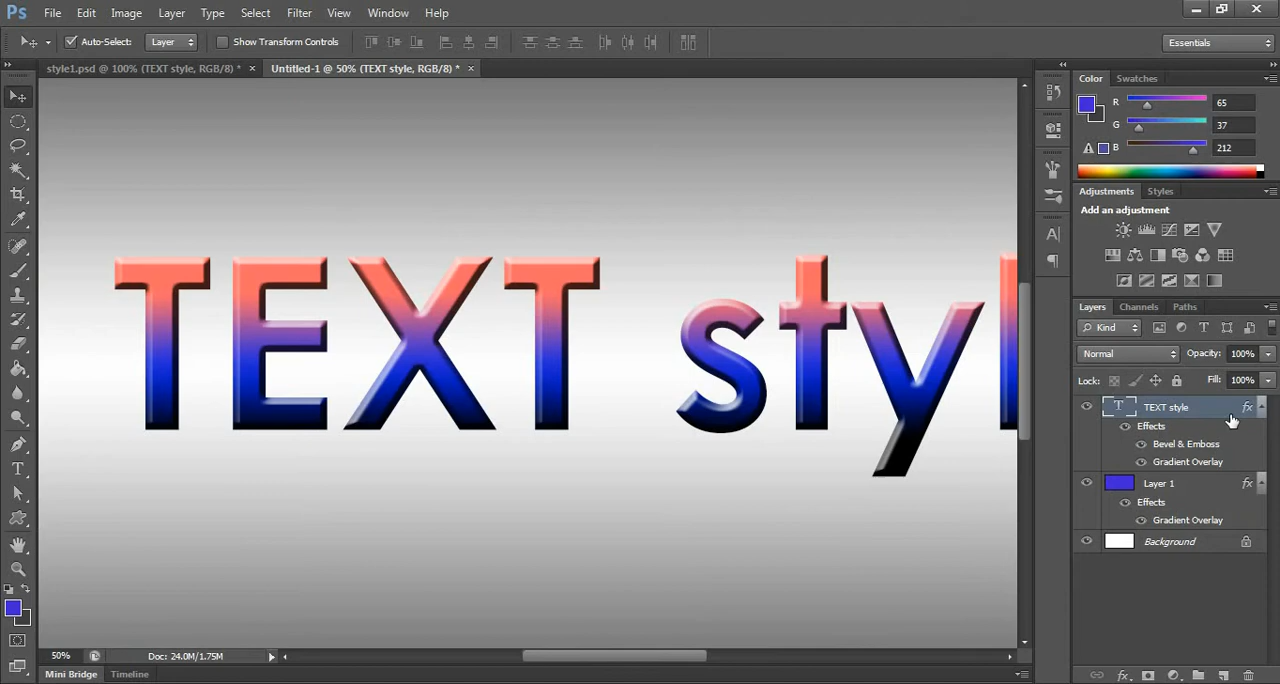 Ps File Edit Image Layer Type Select Filter View Window Help
Auto-Select: Layer Show Transform Controls Essentials
style1.psd @ 100% (TEXT style, RGB/8) * × Untitled-1 @ 50% (TEXT style, RGB/8) * ×
Color Swatches
R 65
G 37
B 212
Adjustments Styles
Add an adjustment
TEXT styl
A
Layers Channels Paths
Kind T
Normal Opacity: 100%
Lock: Fill: 100%
T TEXT style fx
Effects
Bevel & Emboss
Gradient Overlay
Layer 1 fx
Effects
Gradient Overlay
Background
50% Doc: 24.0M/1.75M
Mini Bridge Timeline fx